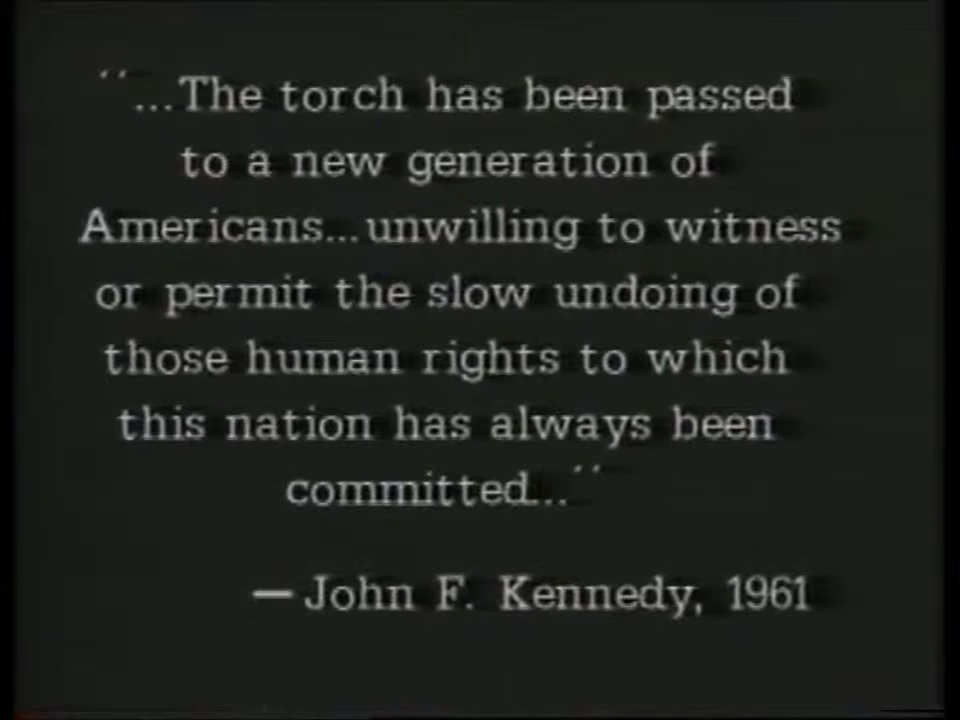 "...The torch has been passed
to a new generation of
Americans...unwilling to witness
or permit the slow undoing of
those human rights to which
this nation has always been
committed..."
— John F. Kennedy, 1961